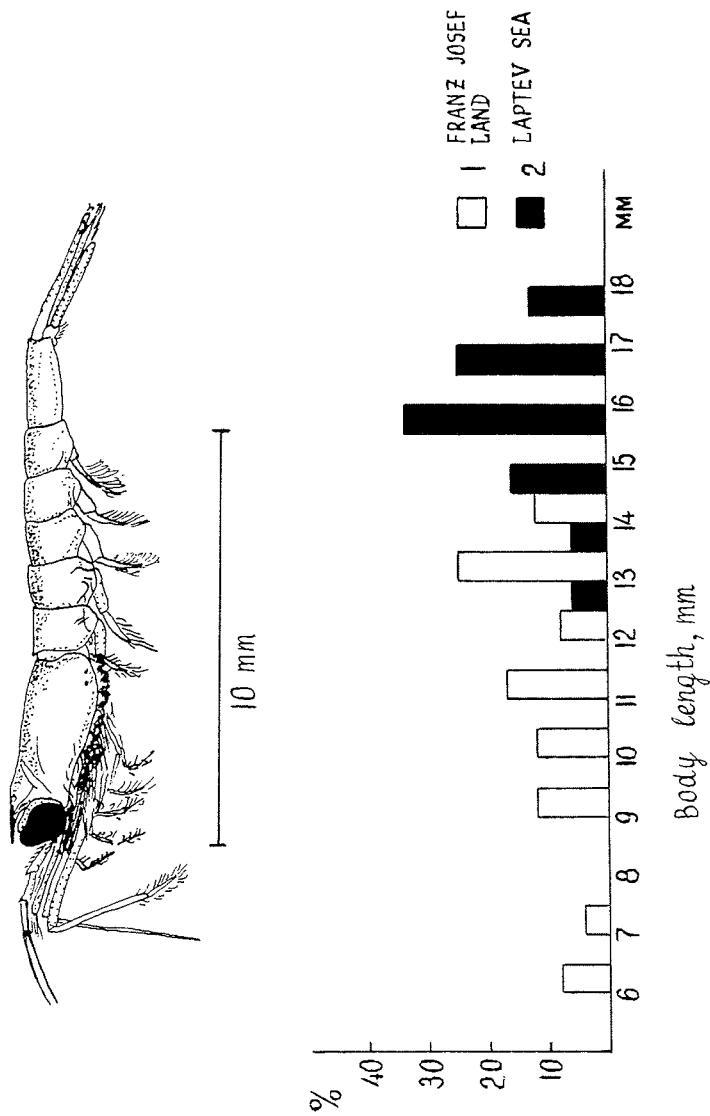 10 mm
%
40
30
20
10
6 7 8 9 10 11 12 13 14 15 16 17 18 MM
Body length, mm
1 FRANZ JOSEF
LAND
2 LAPTEV SEA